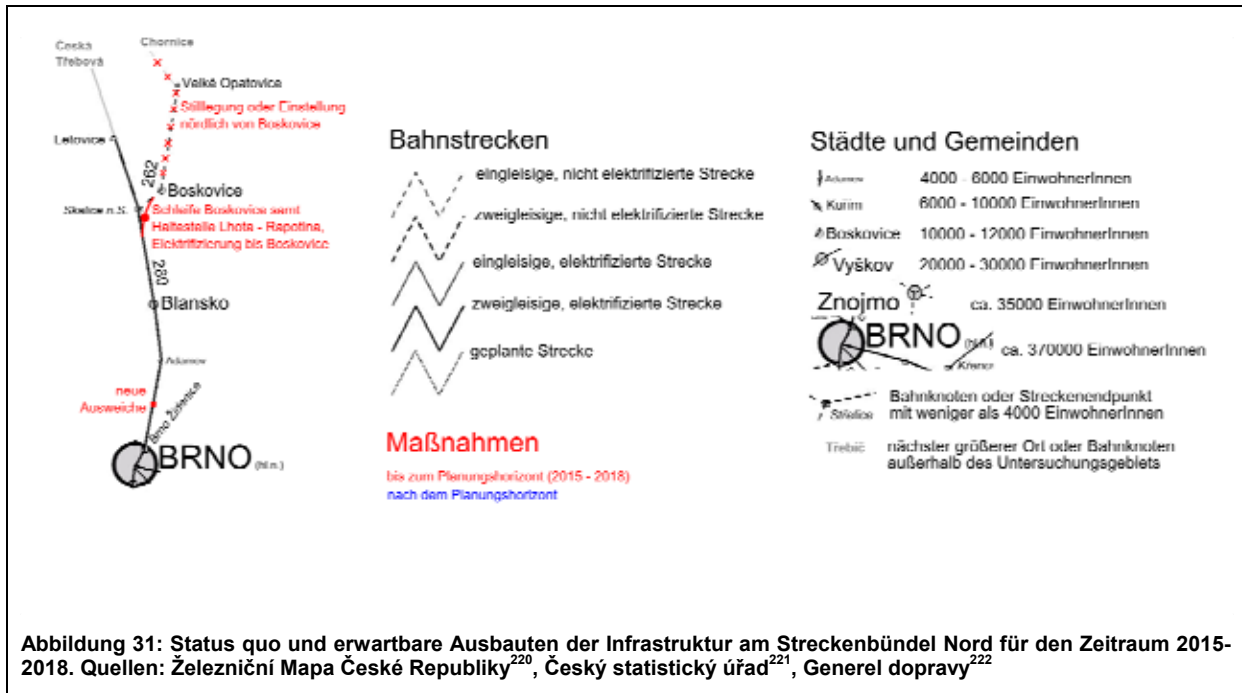 Chornice
Česká
Třebová
Velké Opatovice
Stilllegung oder Einstellung
nördlich von Boskovice
Letovice
262
Boskovice
Skalice n.S.
Schleife Boskovice samt
Haltestelle Lhota - Rapotina,
Elektrifizierung bis Boskovice
260
Blansko
Adamov
neue
Ausweiche
Brno Židenice
BRNO (hl.n.)
Bahnstrecken
eingleisige, nicht elektrifizierte Strecke
zweigleisige, nicht elektrifizierte Strecke
eingleisige, elektrifizierte Strecke
zweigleisige, elektrifizierte Strecke
geplante Strecke
Maßnahmen
bis zum Planungshorizont (2015 - 2018)
nach dem Planungshorizont
Städte und Gemeinden
Adamov 4000 - 6000 EinwohnerInnen
Kuřim 6000 - 10000 EinwohnerInnen
Boskovice 10000 - 12000 EinwohnerInnen
Vyškov 20000 - 30000 EinwohnerInnen
Znojmo ca. 35000 EinwohnerInnen
BRNO (hl.n.) ca. 370000 EinwohnerInnen
Křenov
Střelice Bahnknoten oder Streckenendpunkt
mit weniger als 4000 EinwohnerInnen
Třebíč nächster größerer Ort oder Bahnknoten
außerhalb des Untersuchungsgebiets
Abbildung 31: Status quo und erwartbare Ausbauten der Infrastruktur am Streckenbündel Nord für den Zeitraum 2015-
2018. Quellen: Železniční Mapa České Republiky220, Český statistický úřad221, Generel dopravy222